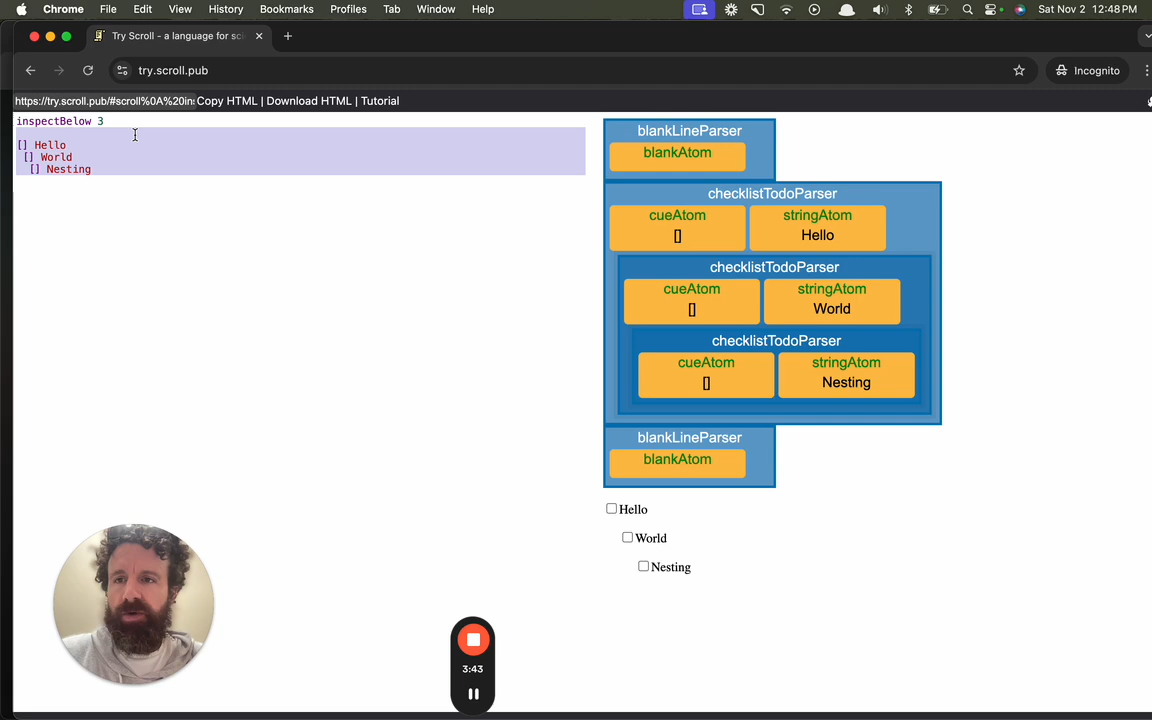 Chrome File Edit View History Bookmarks Profiles Tab Window Help Sat Nov 2 12:48 PM
Try Scroll - a language for sci
try.scroll.pub Incognito
https://try.scroll.pub/#scroll%0A%20in Copy HTML | Download HTML | Tutorial
inspectBelow 3
[] Hello
[] World
[] Nesting
blankLineParser
blankAtom
checklistTodoParser
cueAtom stringAtom
[] Hello
checklistTodoParser
cueAtom stringAtom
[] World
checklistTodoParser
cueAtom stringAtom
[] Nesting
blankLineParser
blankAtom
Hello
World
Nesting
3:43